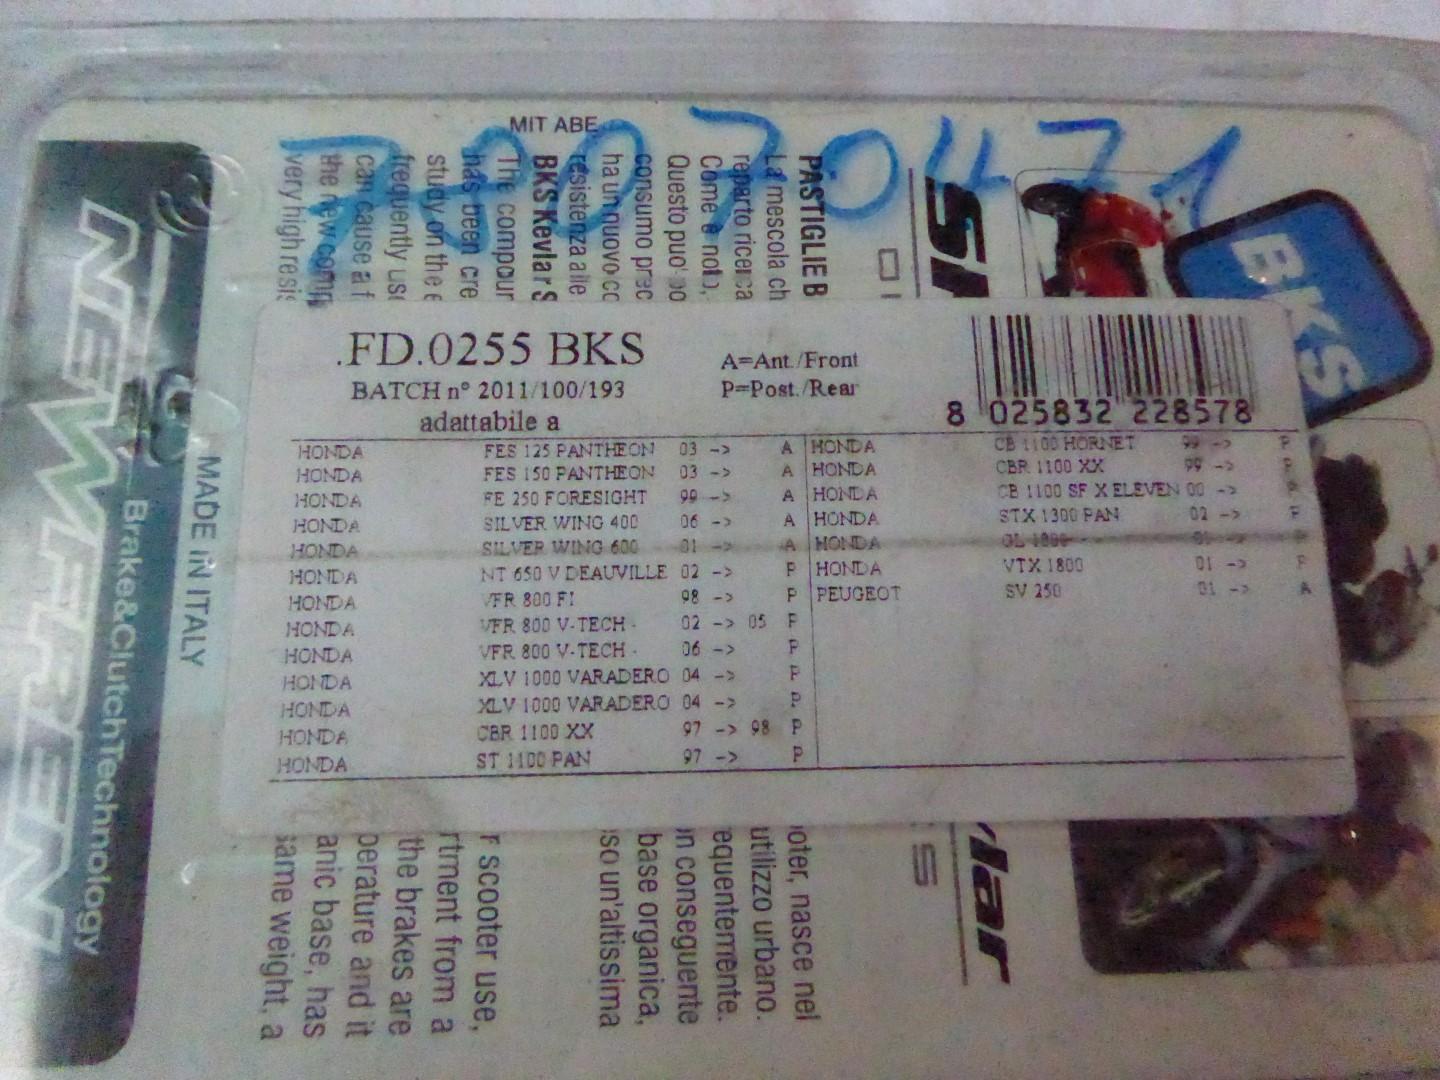 78070471
MIT ABE
.FD.0255 BKS
BATCH n° 2011/100/193
adattabile a
A=Ant./Front
P=Post./Rear
8 025832 228578
HONDA FES 125 PANTHEON 03 -> A
HONDA FES 150 PANTHEON 03 -> A
HONDA FE 250 FORESIGHT 99 -> A
HONDA SILVER WING 400 06 -> A
HONDA SILVER WING 600 01 -> A
HONDA NT 650 V DEAUVILLE 02 -> P
HONDA VFR 800 FI 98 -> P
HONDA VFR 800 V-TECH - 02 -> 05 P
HONDA VFR 800 V-TECH - 06 -> P
HONDA XLV 1000 VARADERO 04 -> P
HONDA XLV 1000 VARADERO 04 -> P
HONDA CBR 1100 XX 97 -> 98 P
HONDA ST 1100 PAN 97 -> P
HONDA CB 1100 HORNET 99 -> P
HONDA CBR 1100 XX 99 -> P
HONDA CB 1100 SF X ELEVEN 00 ->
HONDA STX 1300 PAN 02 -> P
HONDA GL 1800
HONDA VTX 1800 01 -> P
PEUGEOT SV 250 01 -> A
BKS
PASTIGLIE B
La mescola ch
reparto ricerca
Come è noto,
Questo puo'
consumo prec
ha un nuovo cc
resistenza alle
BKS Kevlar S
The compour
has been cre
study on the e
frequently use
can cause a f
the new comp
very high resis
ooter, nasce nel
utilizzo urbano.
equentemente.
n conseguente
base organica,
so un'altissima
r scooter use,
rtment from a
the brakes are
perature and it
anic base, has
same weight, a
MADE IN ITALY
NEWFREN
Brake&ClutchTechnology